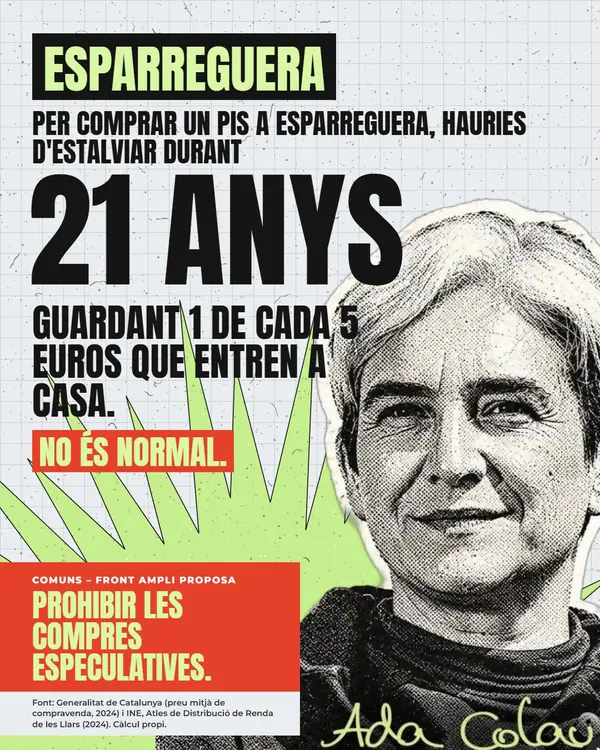 ESPARREGUERA
PER COMPRAR UN PIS A ESPARREGUERA, HAURIES
D'ESTALVIAR DURANT
21 ANYS
GUARDANT 1 DE CADA 5
EUROS QUE ENTREN A
CASA.
NO ÉS NORMAL.
COMUNS – FRONT AMPLI PROPOSA
PROHIBIR LES
COMPRES
ESPECULATIVES.
Font: Generalitat de Catalunya (preu mitjà de
compravenda, 2024) i INE, Atles de Distribució de Renda
de les Llars (2024). Càlcul propi.
Ada Colau